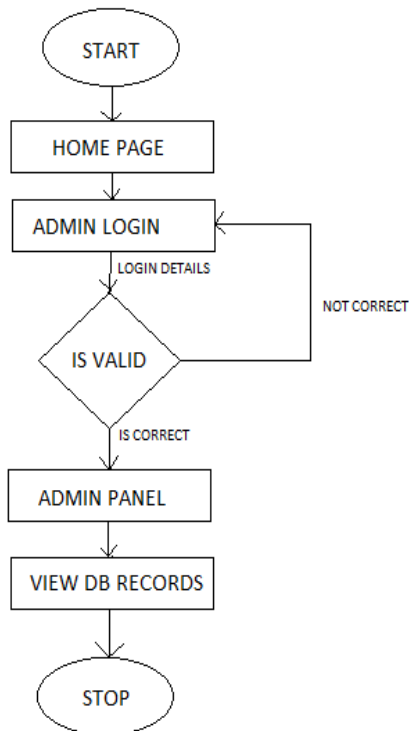 START
HOME PAGE
ADMIN LOGIN
LOGIN DETAILS
NOT CORRECT
IS VALID
IS CORRECT
ADMIN PANEL
VIEW DB RECORDS
STOP